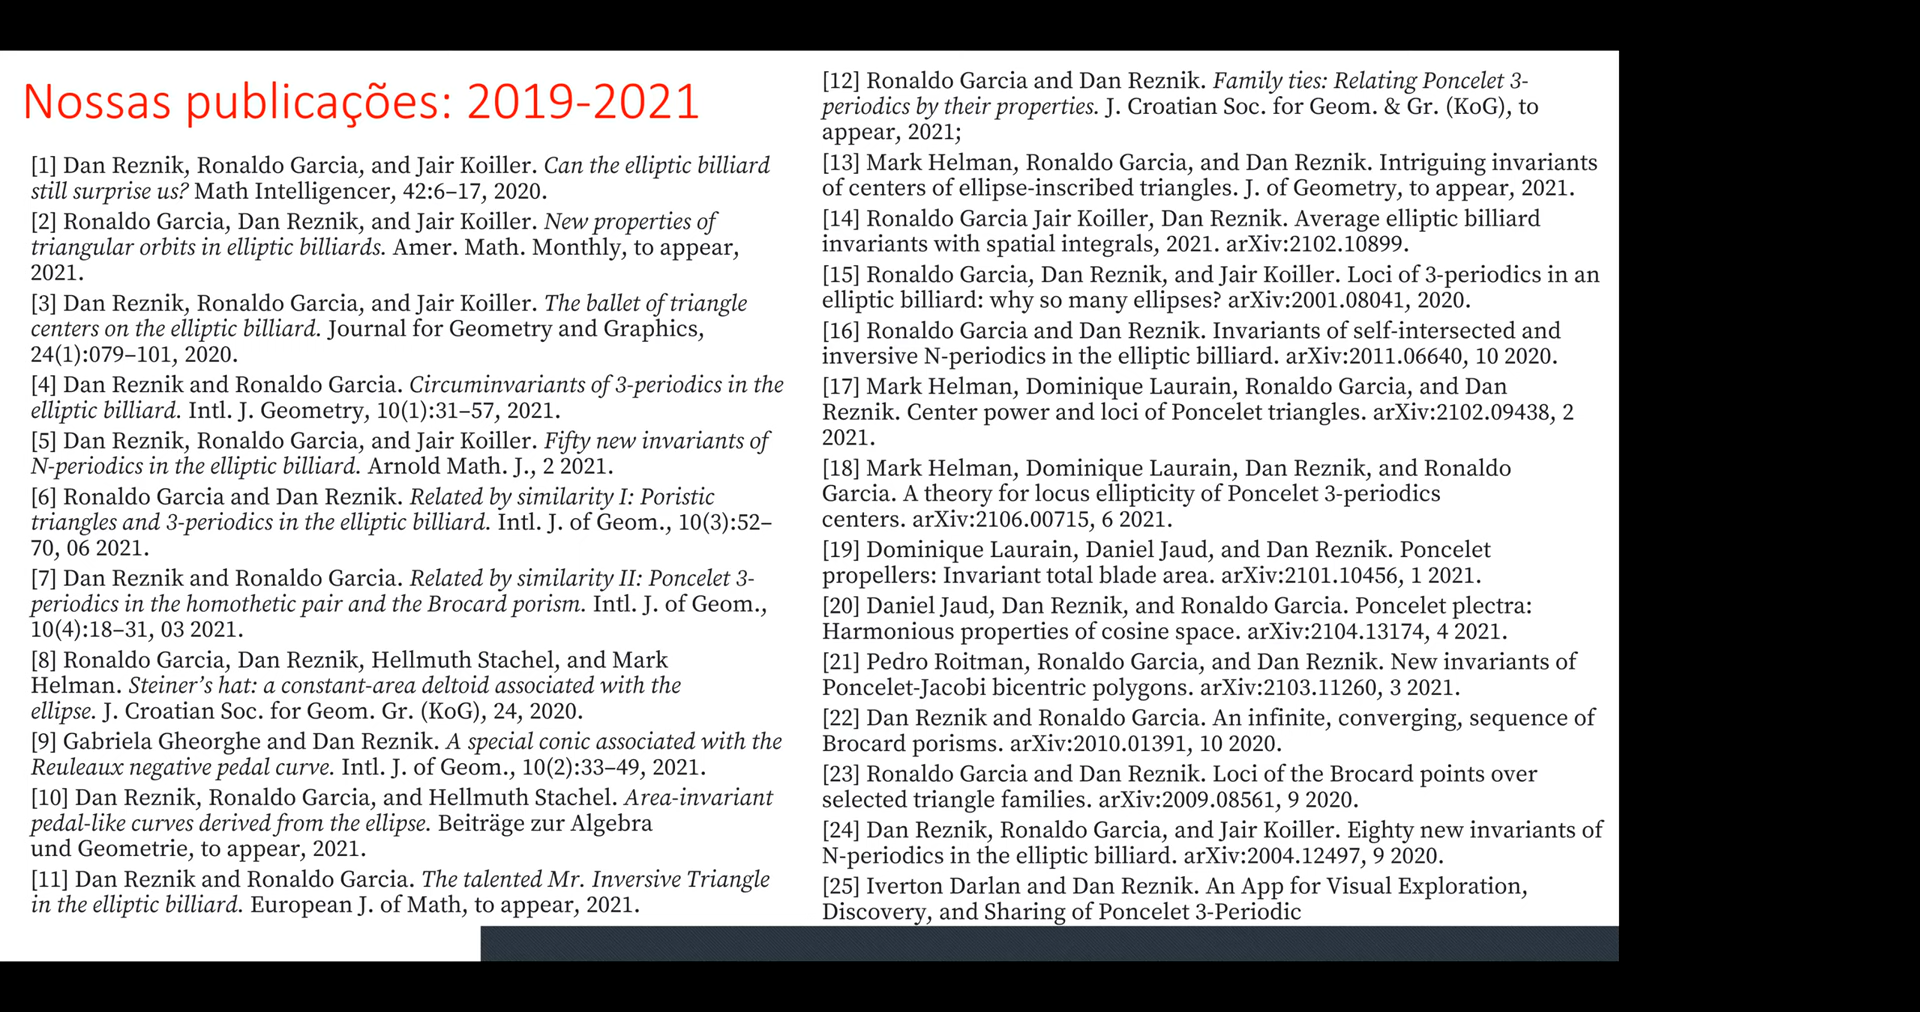 Nossas publicações: 2019-2021
[1] Dan Reznik, Ronaldo Garcia, and Jair Koiller. Can the elliptic billiard
still surprise us? Math Intelligencer, 42:6–17, 2020.
[2] Ronaldo Garcia, Dan Reznik, and Jair Koiller. New properties of
triangular orbits in elliptic billiards. Amer. Math. Monthly, to appear,
2021.
[3] Dan Reznik, Ronaldo Garcia, and Jair Koiller. The ballet of triangle
centers on the elliptic billiard. Journal for Geometry and Graphics,
24(1):079–101, 2020.
[4] Dan Reznik and Ronaldo Garcia. Circuminvariants of 3-periodics in the
elliptic billiard. Intl. J. Geometry, 10(1):31–57, 2021.
[5] Dan Reznik, Ronaldo Garcia, and Jair Koiller. Fifty new invariants of
N-periodics in the elliptic billiard. Arnold Math. J., 2 2021.
[6] Ronaldo Garcia and Dan Reznik. Related by similarity I: Poristic
triangles and 3-periodics in the elliptic billiard. Intl. J. of Geom., 10(3):52–
70, 06 2021.
[7] Dan Reznik and Ronaldo Garcia. Related by similarity II: Poncelet 3-
periodics in the homothetic pair and the Brocard porism. Intl. J. of Geom.,
10(4):18–31, 03 2021.
[8] Ronaldo Garcia, Dan Reznik, Hellmuth Stachel, and Mark
Helman. Steiner’s hat: a constant-area deltoid associated with the
ellipse. J. Croatian Soc. for Geom. Gr. (KoG), 24, 2020.
[9] Gabriela Gheorghe and Dan Reznik. A special conic associated with the
Reuleaux negative pedal curve. Intl. J. of Geom., 10(2):33–49, 2021.
[10] Dan Reznik, Ronaldo Garcia, and Hellmuth Stachel. Area-invariant
pedal-like curves derived from the ellipse. Beiträge zur Algebra
und Geometrie, to appear, 2021.
[11] Dan Reznik and Ronaldo Garcia. The talented Mr. Inversive Triangle
in the elliptic billiard. European J. of Math, to appear, 2021.
[12] Ronaldo Garcia and Dan Reznik. Family ties: Relating Poncelet 3-
periodics by their properties. J. Croatian Soc. for Geom. & Gr. (KoG), to
appear, 2021;
[13] Mark Helman, Ronaldo Garcia, and Dan Reznik. Intriguing invariants
of centers of ellipse-inscribed triangles. J. of Geometry, to appear, 2021.
[14] Ronaldo Garcia Jair Koiller, Dan Reznik. Average elliptic billiard
invariants with spatial integrals, 2021. arXiv:2102.10899.
[15] Ronaldo Garcia, Dan Reznik, and Jair Koiller. Loci of 3-periodics in an
elliptic billiard: why so many ellipses? arXiv:2001.08041, 2020.
[16] Ronaldo Garcia and Dan Reznik. Invariants of self-intersected and
inversive N-periodics in the elliptic billiard. arXiv:2011.06640, 10 2020.
[17] Mark Helman, Dominique Laurain, Ronaldo Garcia, and Dan
Reznik. Center power and loci of Poncelet triangles. arXiv:2102.09438, 2
2021.
[18] Mark Helman, Dominique Laurain, Dan Reznik, and Ronaldo
Garcia. A theory for locus ellipticity of Poncelet 3-periodics
centers. arXiv:2106.00715, 6 2021.
[19] Dominique Laurain, Daniel Jaud, and Dan Reznik. Poncelet
propellers: Invariant total blade area. arXiv:2101.10456, 1 2021.
[20] Daniel Jaud, Dan Reznik, and Ronaldo Garcia. Poncelet plectra:
Harmonious properties of cosine space. arXiv:2104.13174, 4 2021.
[21] Pedro Roitman, Ronaldo Garcia, and Dan Reznik. New invariants of
Poncelet-Jacobi bicentric polygons. arXiv:2103.11260, 3 2021.
[22] Dan Reznik and Ronaldo Garcia. An infinite, converging, sequence of
Brocard porisms. arXiv:2010.01391, 10 2020.
[23] Ronaldo Garcia and Dan Reznik. Loci of the Brocard points over
selected triangle families. arXiv:2009.08561, 9 2020.
[24] Dan Reznik, Ronaldo Garcia, and Jair Koiller. Eighty new invariants of
N-periodics in the elliptic billiard. arXiv:2004.12497, 9 2020.
[25] Iverton Darlan and Dan Reznik. An App for Visual Exploration,
Discovery, and Sharing of Poncelet 3-Periodic